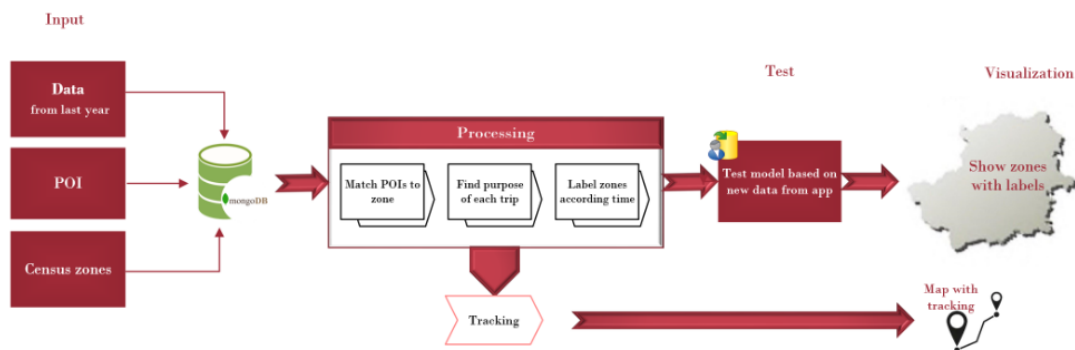 Input
Data
from last year
POI
Census zones
mongoDB
Processing
Match POIs to
zone
Find purpose
of each trip
Label zones
according time
Tracking
Test
Test model based on
new data from app
Visualization
Show zones
with labels
Map with
tracking